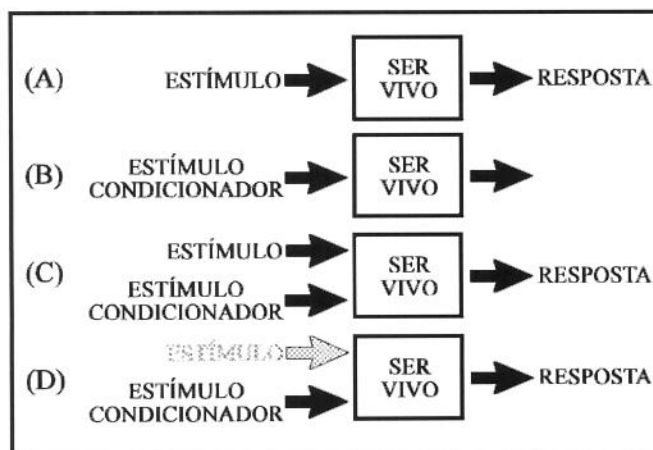 (A) ESTÍMULO SER VIVO RESPOSTA
(B) ESTÍMULO CONDICIONADOR SER VIVO
(C) ESTÍMULO
ESTÍMULO CONDICIONADOR SER VIVO RESPOSTA
(D) ESTÍMULO
ESTÍMULO CONDICIONADOR SER VIVO RESPOSTA